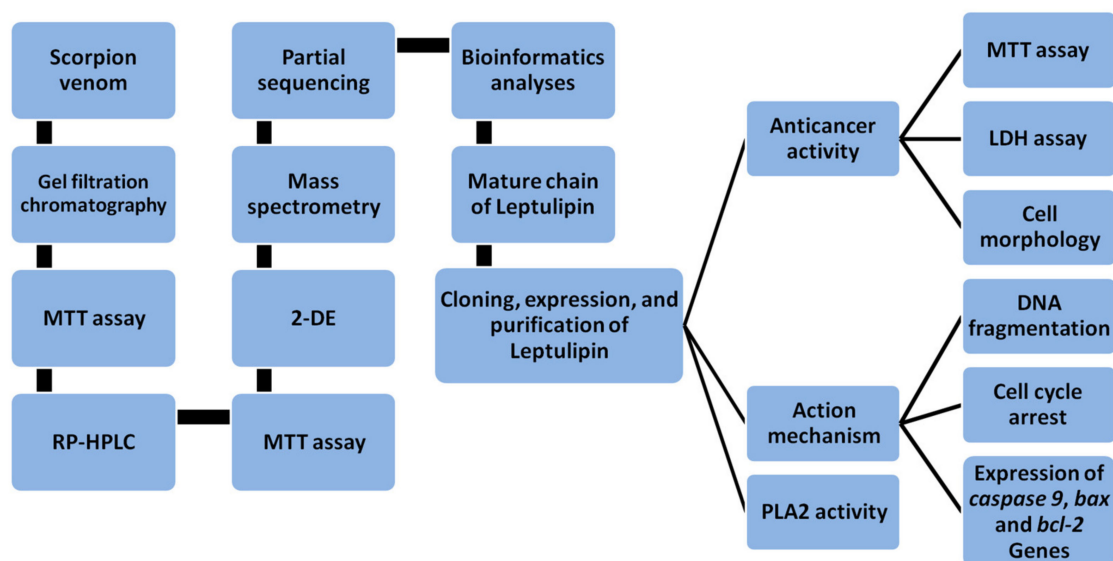 Scorpion
venom
Gel filtration
chromatography
MTT assay
RP-HPLC
MTT assay
2-DE
Mass
spectrometry
Partial
sequencing
Bioinformatics
analyses
Mature chain
of Leptulipin
Cloning, expression, and
purification of
Leptulipin
Anticancer
activity
MTT assay
LDH assay
Cell
morphology
Action
mechanism
DNA
fragmentation
Cell cycle
arrest
Expression of
caspase 9, bax
and bcl-2
Genes
PLA2 activity